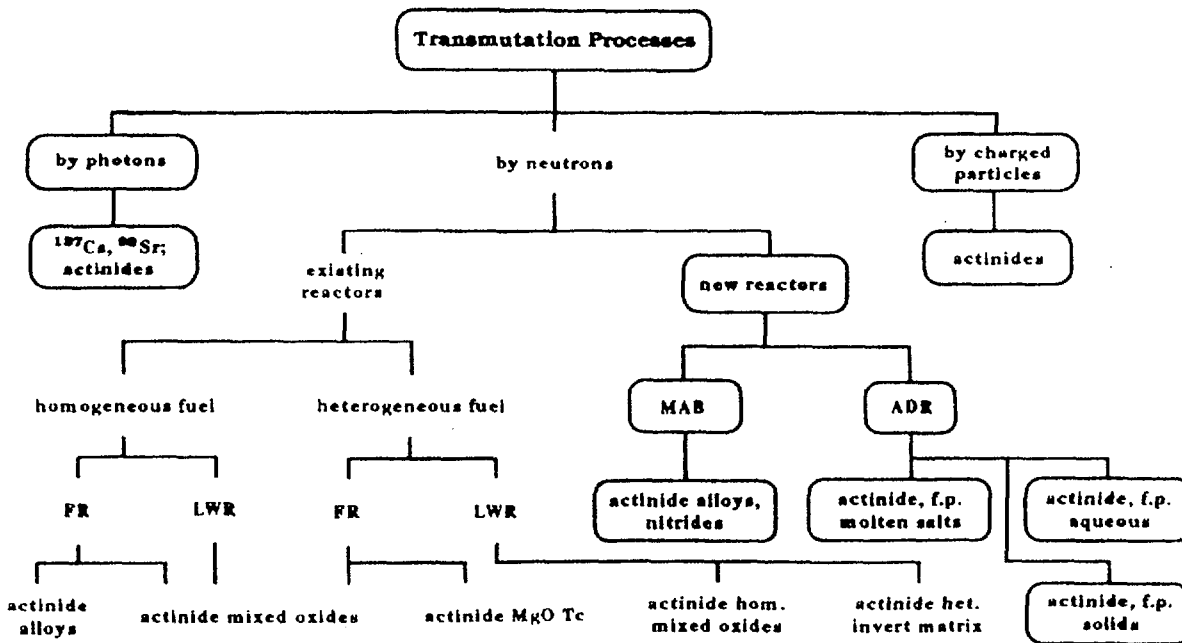 Transmutation Processes
by photons
by neutrons
by charged
particles
¹³⁷Cs, ⁹⁰Sr;
actinides
actinides
existing
reactors
new reactors
homogeneous fuel
heterogeneous fuel
MAB
ADR
FR
LWR
FR
LWR
actinide alloys,
nitrides
actinide, f.p.
molten salts
actinide, f.p.
aqueous
actinide
alloys
actinide mixed oxides
actinide MgO Tc
actinide hom.
mixed oxides
actinide het.
invert matrix
actinide, f.p.
solids